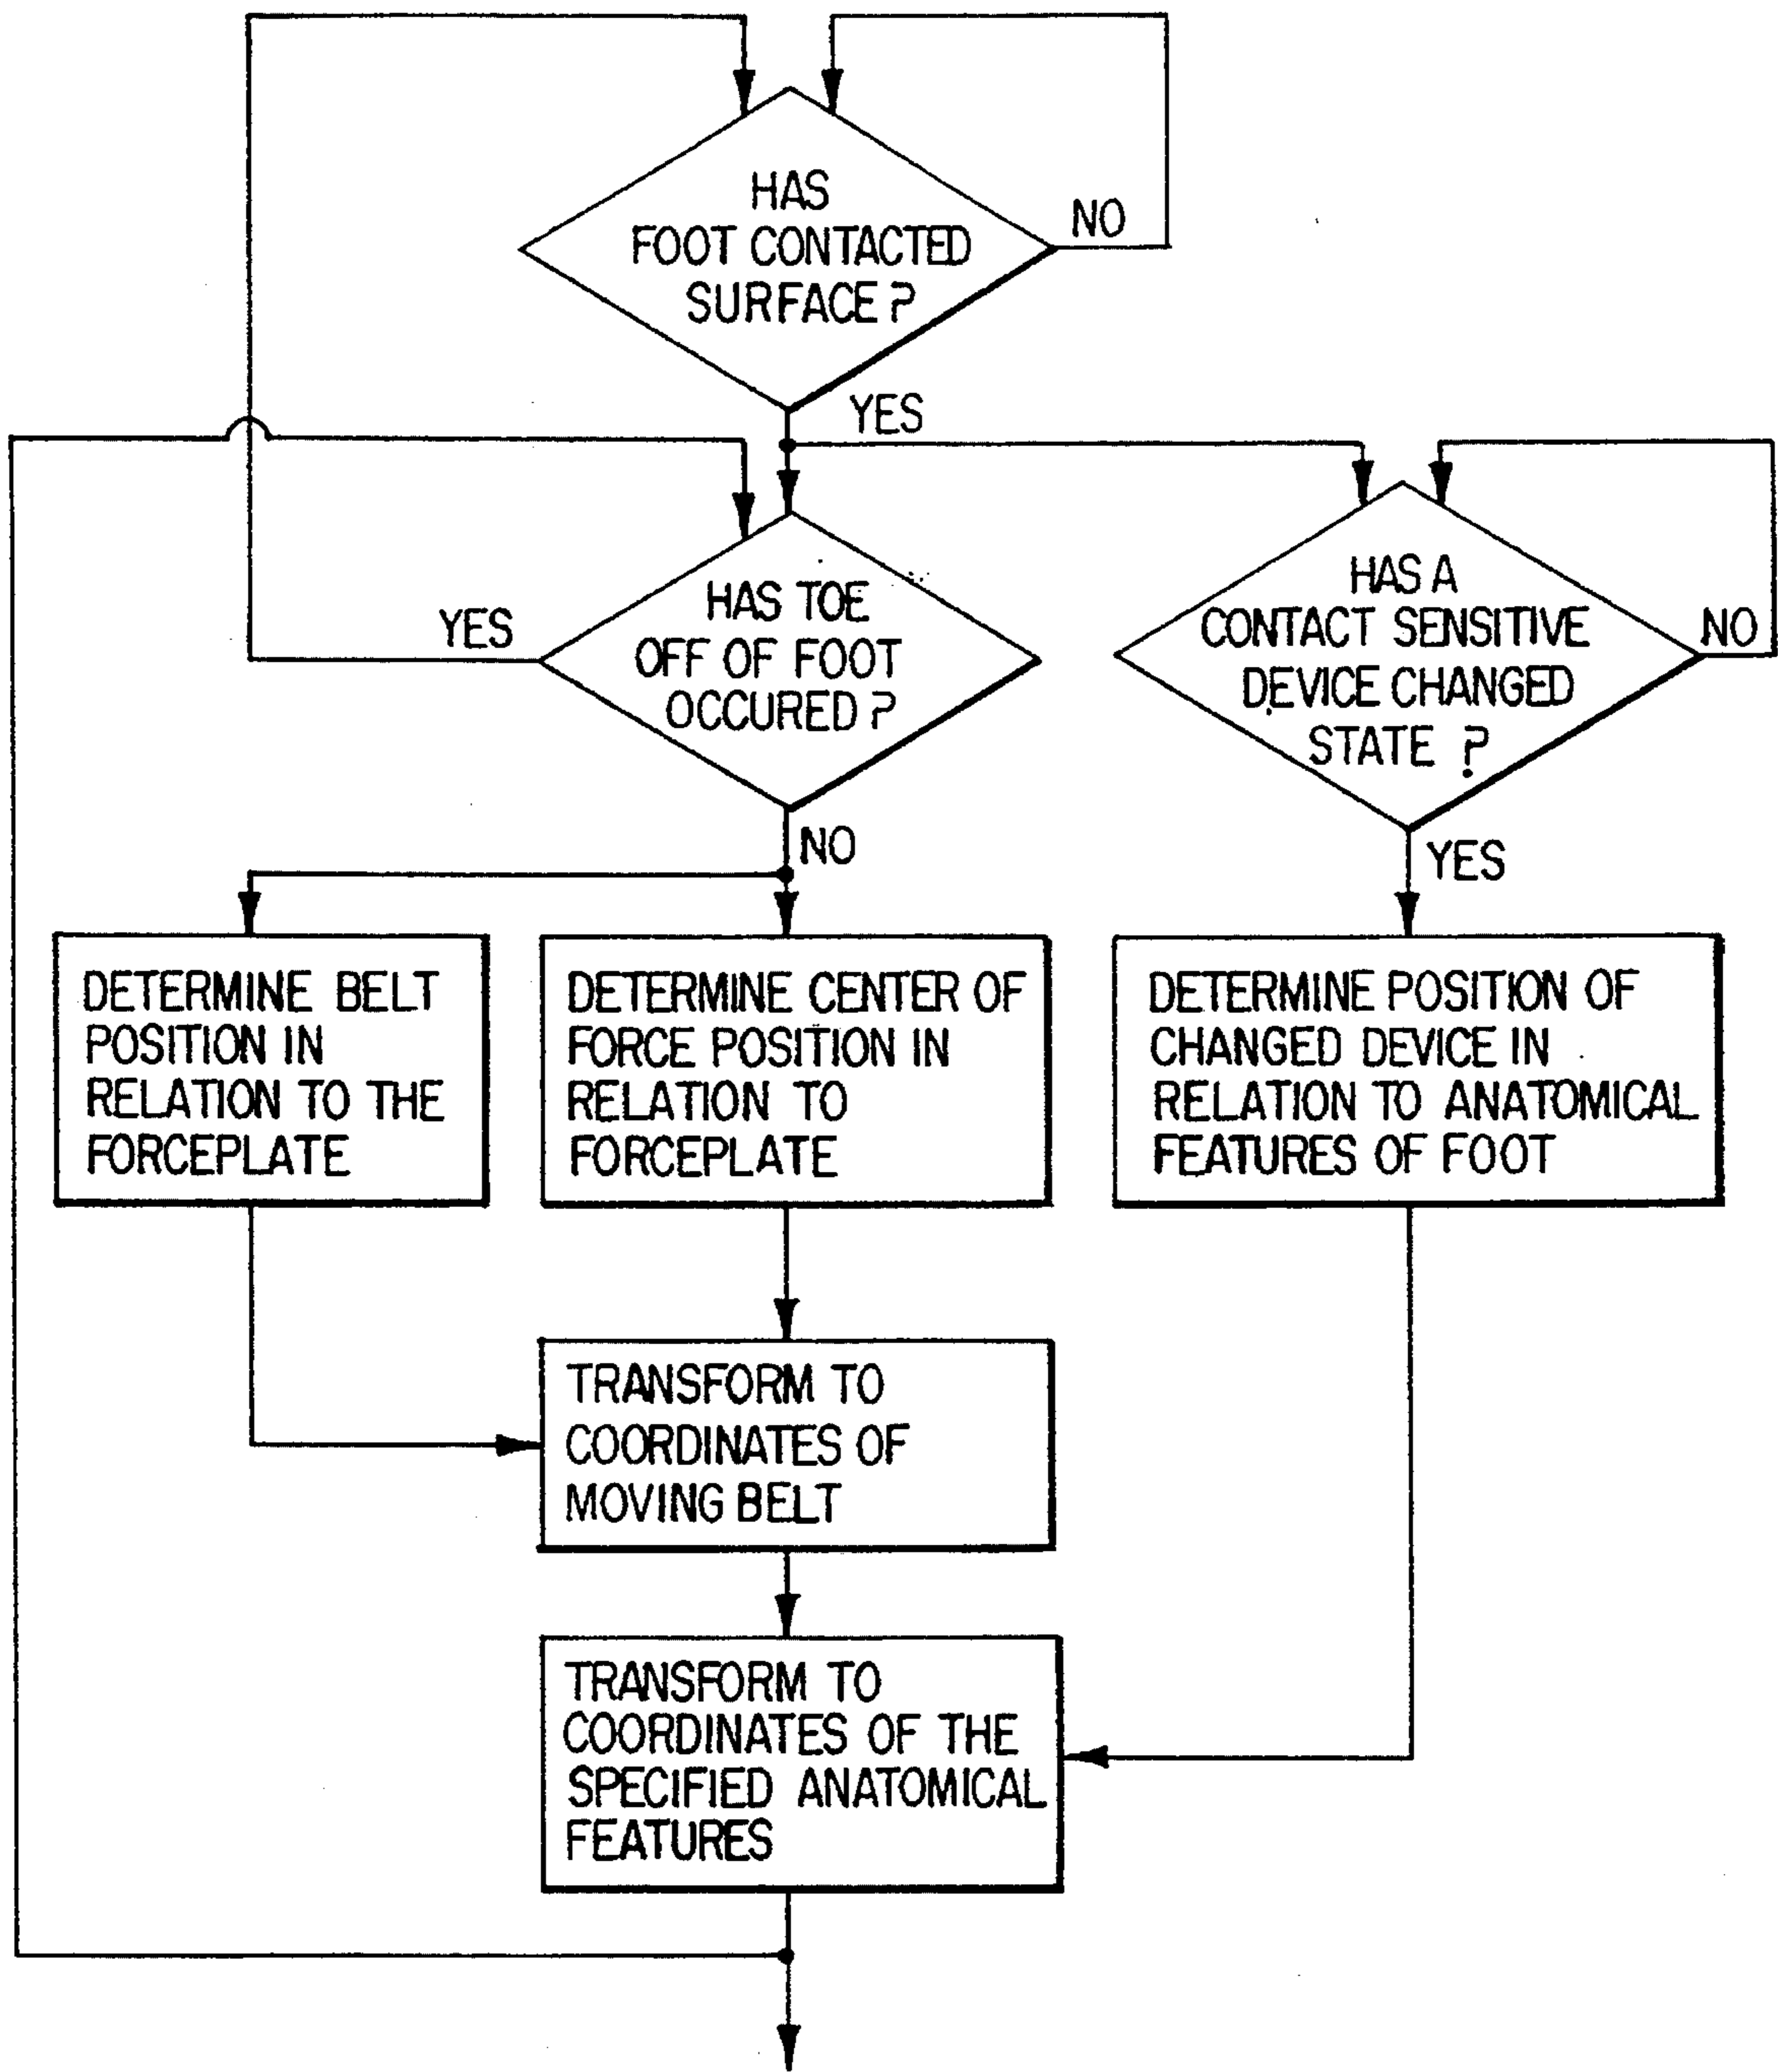 HAS
FOOT CONTACTED
SURFACE?
NO
YES
HAS TOE
OFF OF FOOT
OCCURED?
YES
NO
HAS A
CONTACT SENSITIVE
DEVICE CHANGED
STATE ?
NO
YES
DETERMINE BELT
POSITION IN
RELATION TO THE
FORCEPLATE
DETERMINE CENTER OF
FORCE POSITION IN
RELATION TO
FORCEPLATE
DETERMINE POSITION OF
CHANGED DEVICE IN
RELATION TO ANATOMICAL
FEATURES OF FOOT
TRANSFORM TO
COORDINATES OF
MOVING BELT
TRANSFORM TO
COORDINATES OF THE
SPECIFIED ANATOMICAL
FEATURES